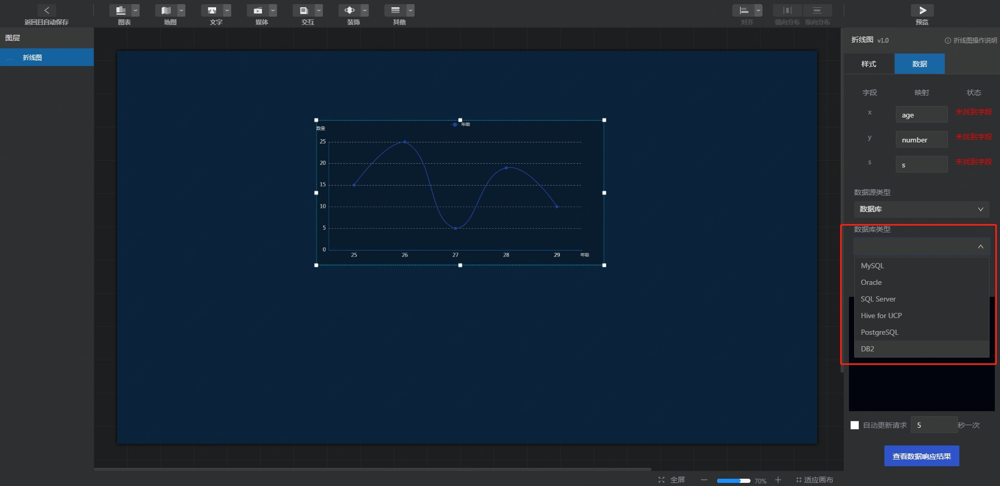 返回且自动保存
图表
地图
文字
媒体
交互
装饰
其他
对齐
横向分布
纵向分布
预览
图层
折线图
数量
年龄
25
20
15
10
5
0
25 26 27 28 29 年龄
折线图 v1.0
折线图操作说明
样式 数据
字段 映射 状态
x age 未找到字段
y number 未找到字段
s s 未找到字段
数据源类型
数据库
数据库类型
MySQL
Oracle
SQL Server
Hive for UCP
PostgreSQL
DB2
自动更新请求 5 秒一次
查看数据响应结果
全屏 70% 适应画布